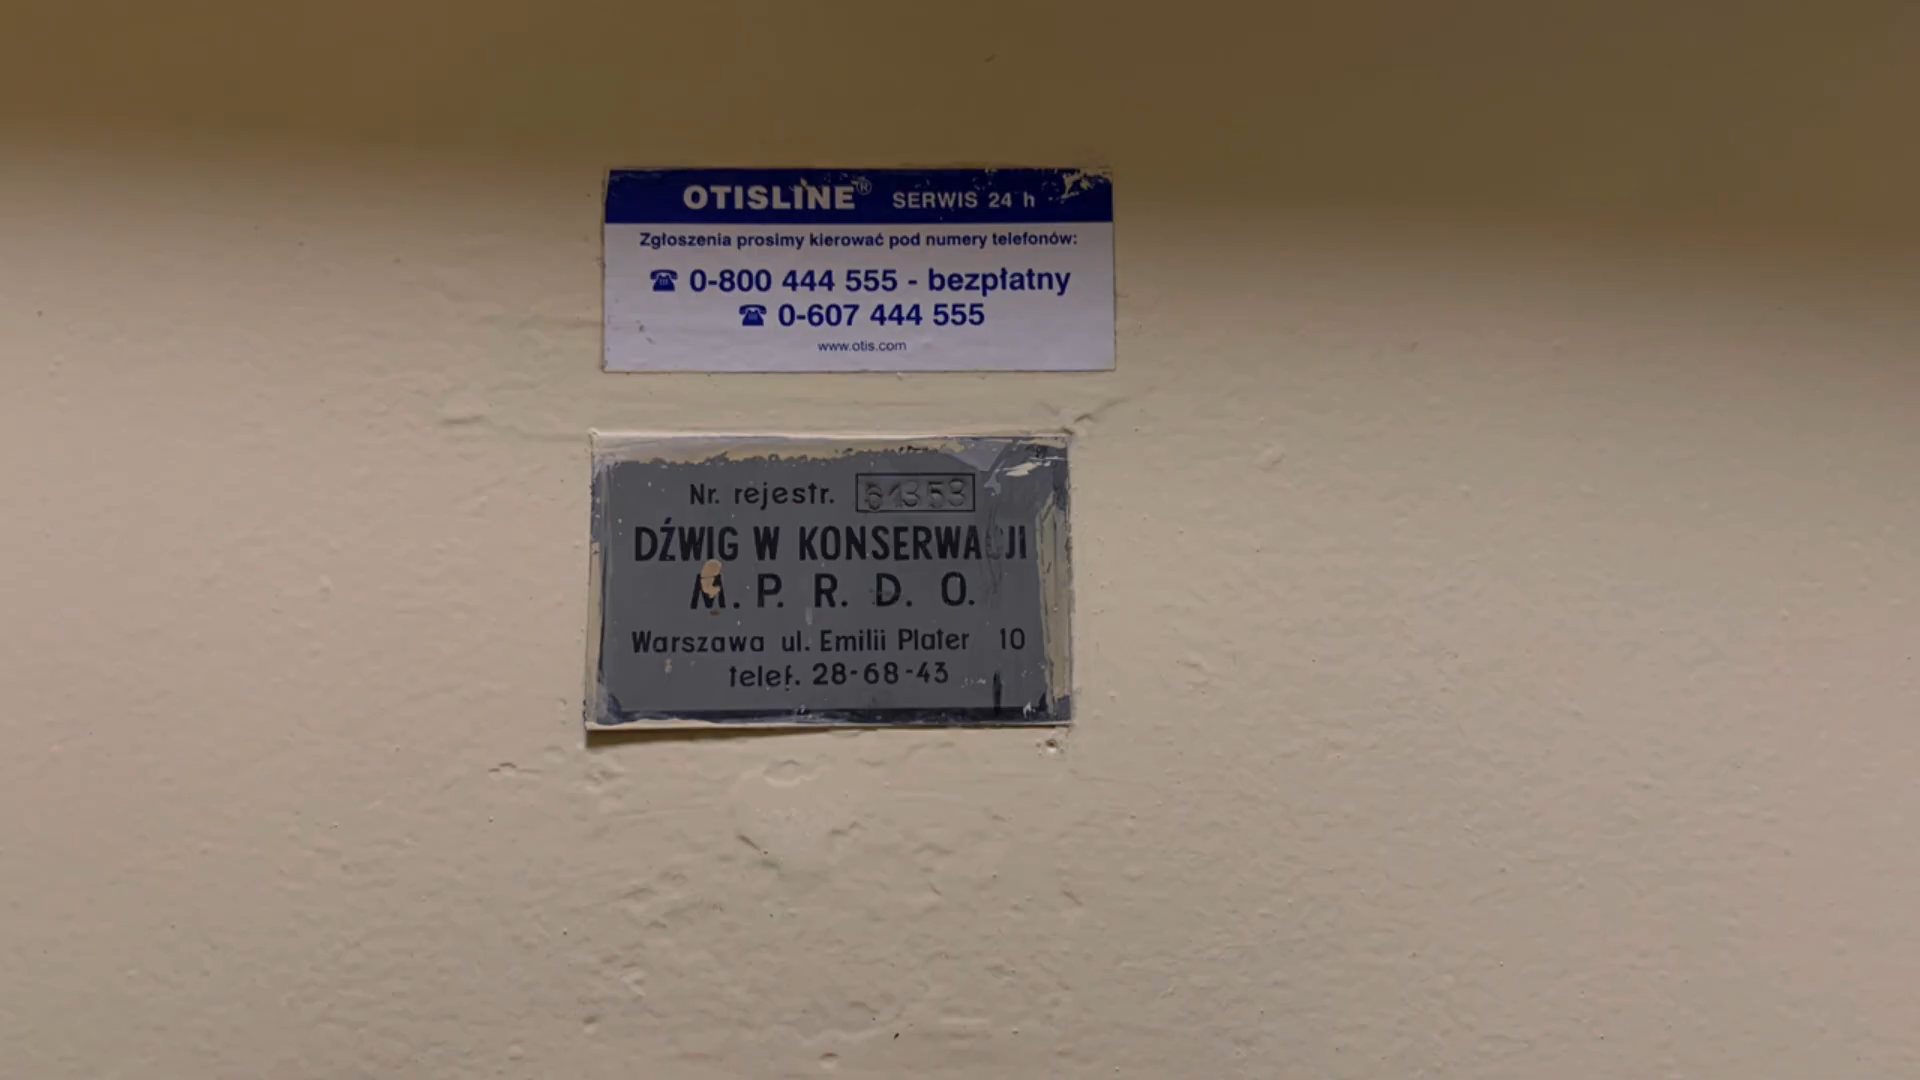 OTISLINE® SERWIS 24 h
Zgłoszenia prosimy kierować pod numery telefonów:
☎ 0-800 444 555 - bezpłatny
☎ 0-607 444 555
www.otis.com
Nr. rejestr.
DŹWIG W KONSERWACJI
M. P. R. D. O.
Warszawa ul. Emilii Plater 10
telef. 28-68-43